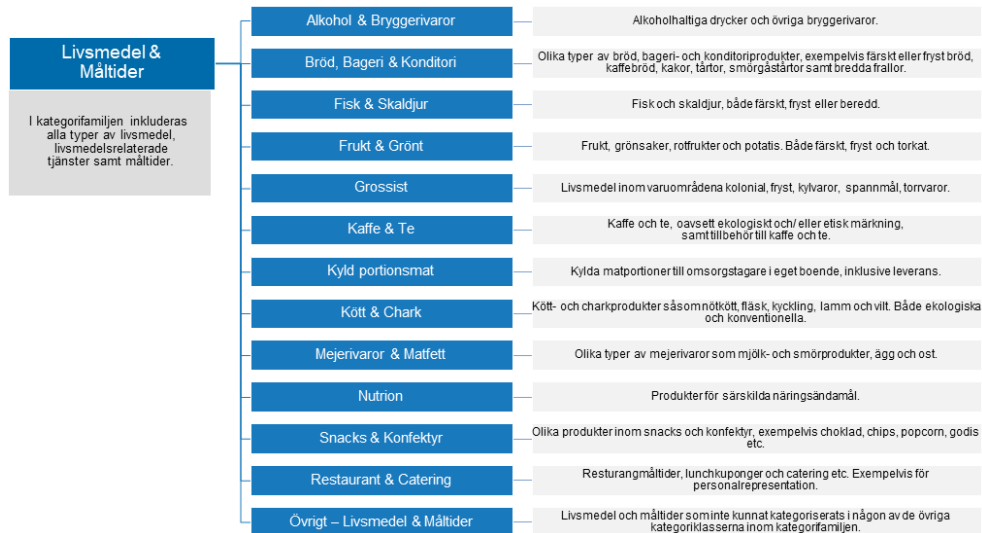 Livsmedel &
Måltider
I kategorifamiljen inkluderas
alla typer av livsmedel,
livsmedelsrelaterade
tjänster samt måltider.
Alkohol & Bryggerivaror
Alkoholhaltiga drycker och övriga bryggerivaror.
Bröd, Bageri & Konditori
Olika typer av bröd, bageri- och konditoriprodukter, exempelvis färskt eller fryst bröd,
kaffebröd, kakor, tårtor, smörgåstårtor samt bredda frallor.
Fisk & Skaldjur
Fisk och skaldjur, både färskt, fryst eller beredd.
Frukt & Grönt
Frukt, grönsaker, rotfrukter och potatis. Både färskt, fryst och torkat.
Grossist
Livsmedel inom varuområdena kolonial, fryst, kylvaror, spannmål, torrvaror.
Kaffe & Te
Kaffe och te, oavsett ekologiskt och/ eller etisk märkning,
samt tillbehör till kaffe och te.
Kyld portionsmat
Kylda matportioner till omsorgstagare i eget boende, inklusive leverans.
Kött & Chark
Kött- och charkprodukter såsom nötkött, fläsk, kyckling, lamm och vilt. Både ekologiska
och konventionella.
Mejerivaror & Matfett
Olika typer av mejerivaror som mjölk- och smörprodukter, ägg och ost.
Nutrion
Produkter för särskilda näringsändamål.
Snacks & Konfektyr
Olika produkter inom snacks och konfektyr, exempelvis choklad, chips, popcorn, godis
etc.
Restaurant & Catering
Resturangmåltider, lunchkuponger och catering etc. Exempelvis för
personalrepresentation.
Övrigt – Livsmedel & Måltider
Livsmedel och måltider som inte kunnat kategoriserats i någon av de övriga
kategoriklasserna inom kategorifamiljen.